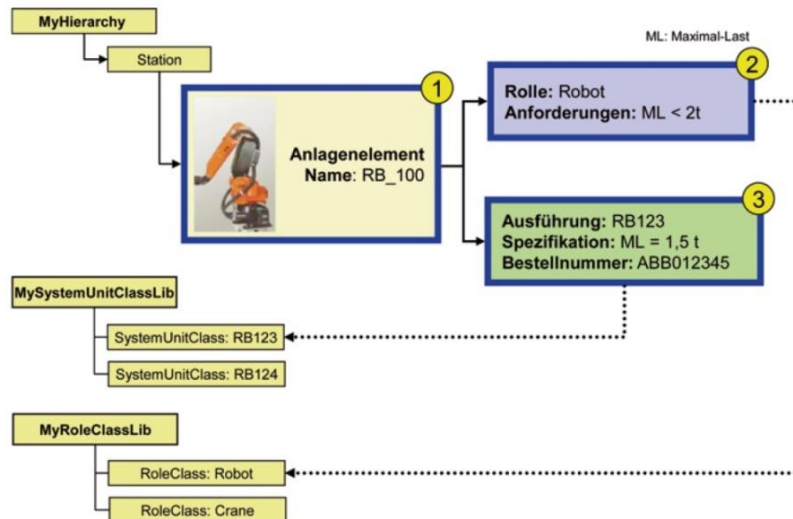 MyHierarchy
ML: Maximal-Last
Station
1
2
Rolle: Robot
Anforderungen: ML < 2t
Anlagenelement
Name: RB_100
3
Ausführung: RB123
Spezifikation: ML = 1,5 t
Bestellnummer: ABB012345
MySystemUnitClassLib
SystemUnitClass: RB123
SystemUnitClass: RB124
MyRoleClassLib
RoleClass: Robot
RoleClass: Crane